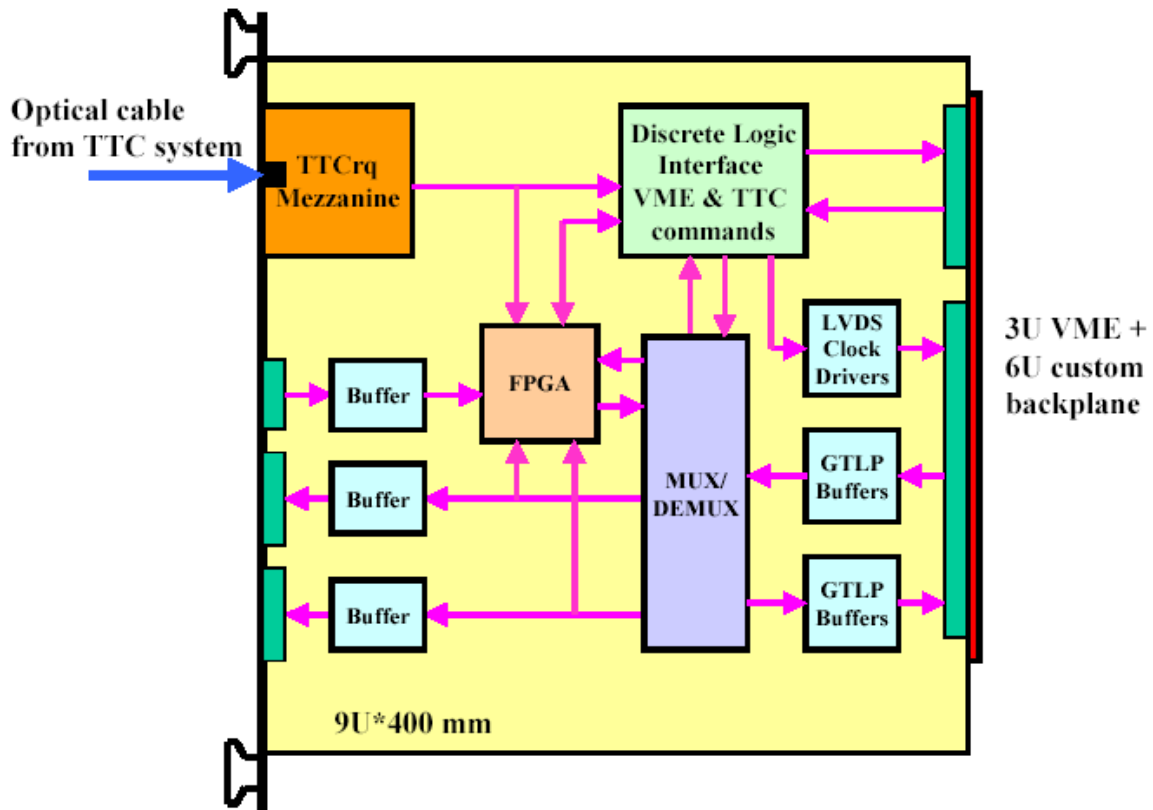 Optical cable
from TTC system
TTCrq
Mezzanine
Discrete Logic
Interface
VME & TTC
commands
LVDS
Clock
Drivers
3U VME +
6U custom
backplane
FPGA
Buffer
MUX/
DEMUX
GTLP
Buffers
Buffer
GTLP
Buffers
Buffer
9U*400 mm